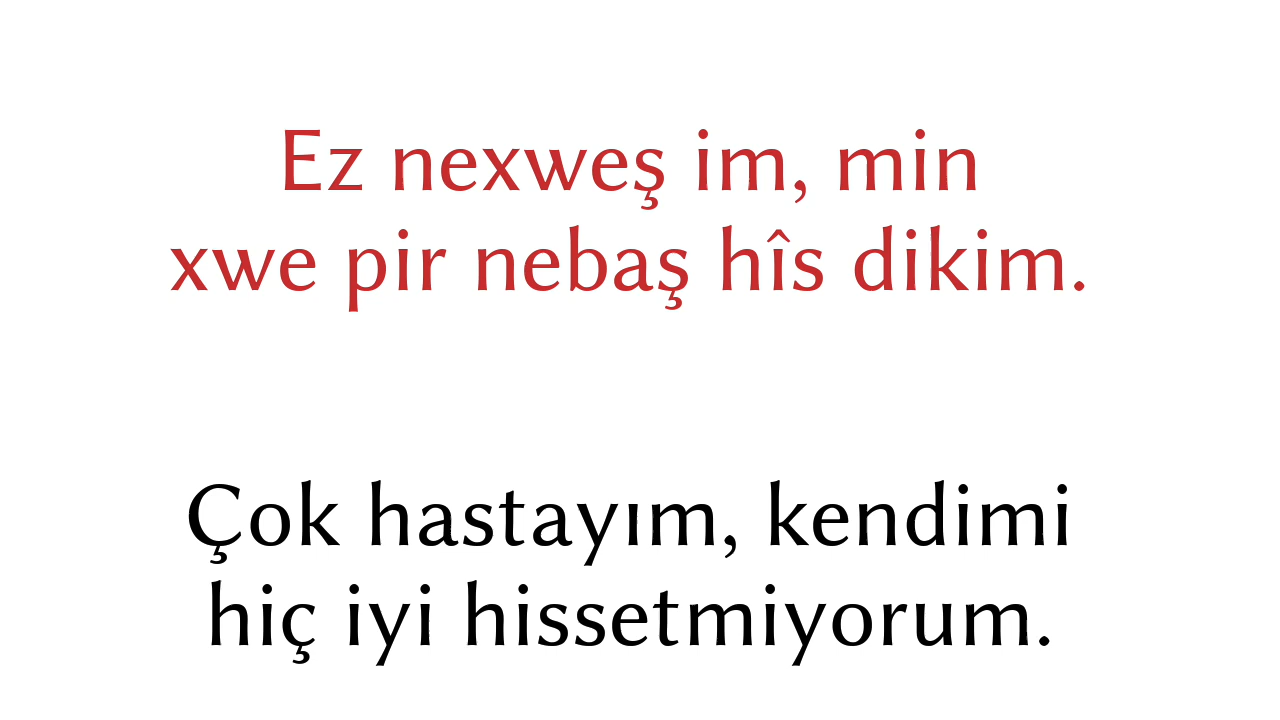 Ez nexweş im, min
xwe pir nebaş hîs dikim.
Çok hastayım, kendimi
hiç iyi hissetmiyorum.